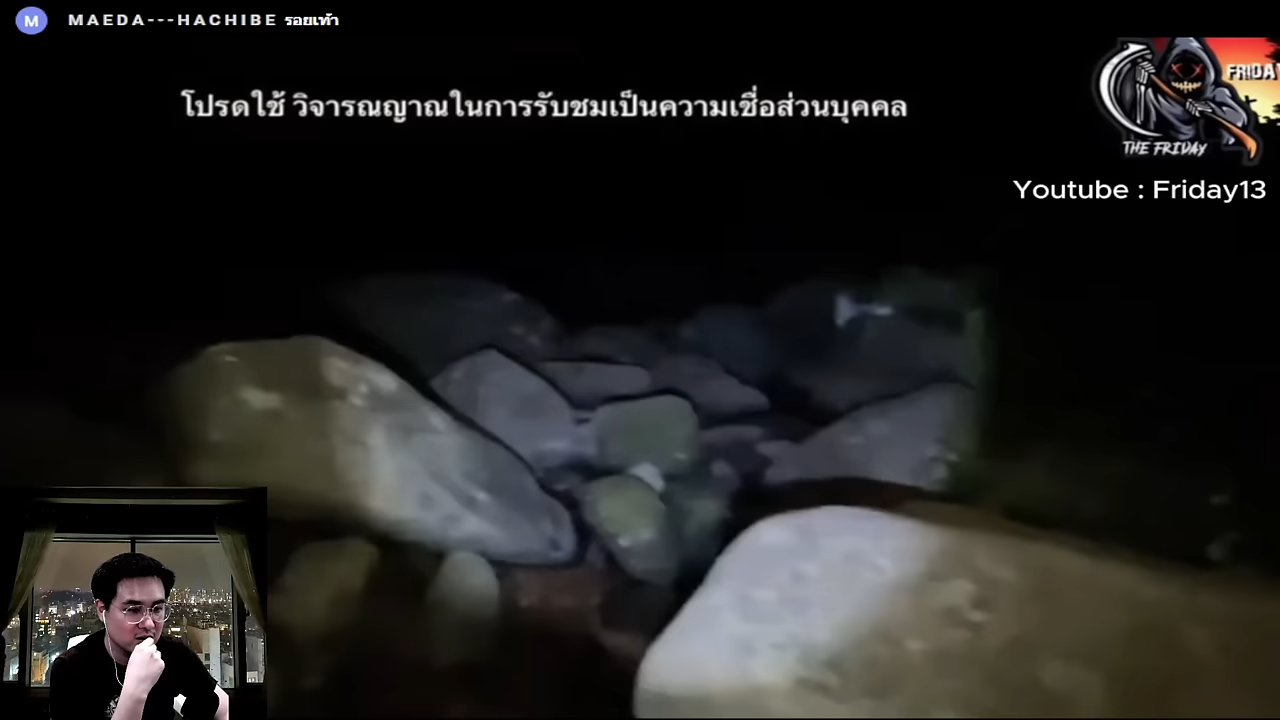 M MAEDA---HACHIBE รอยเท้า
โปรดใช้ วิจารณญาณในการรับชมเป็นความเชื่อส่วนบุคคล
FRIDAY
THE FRIDAY
Youtube : Friday13